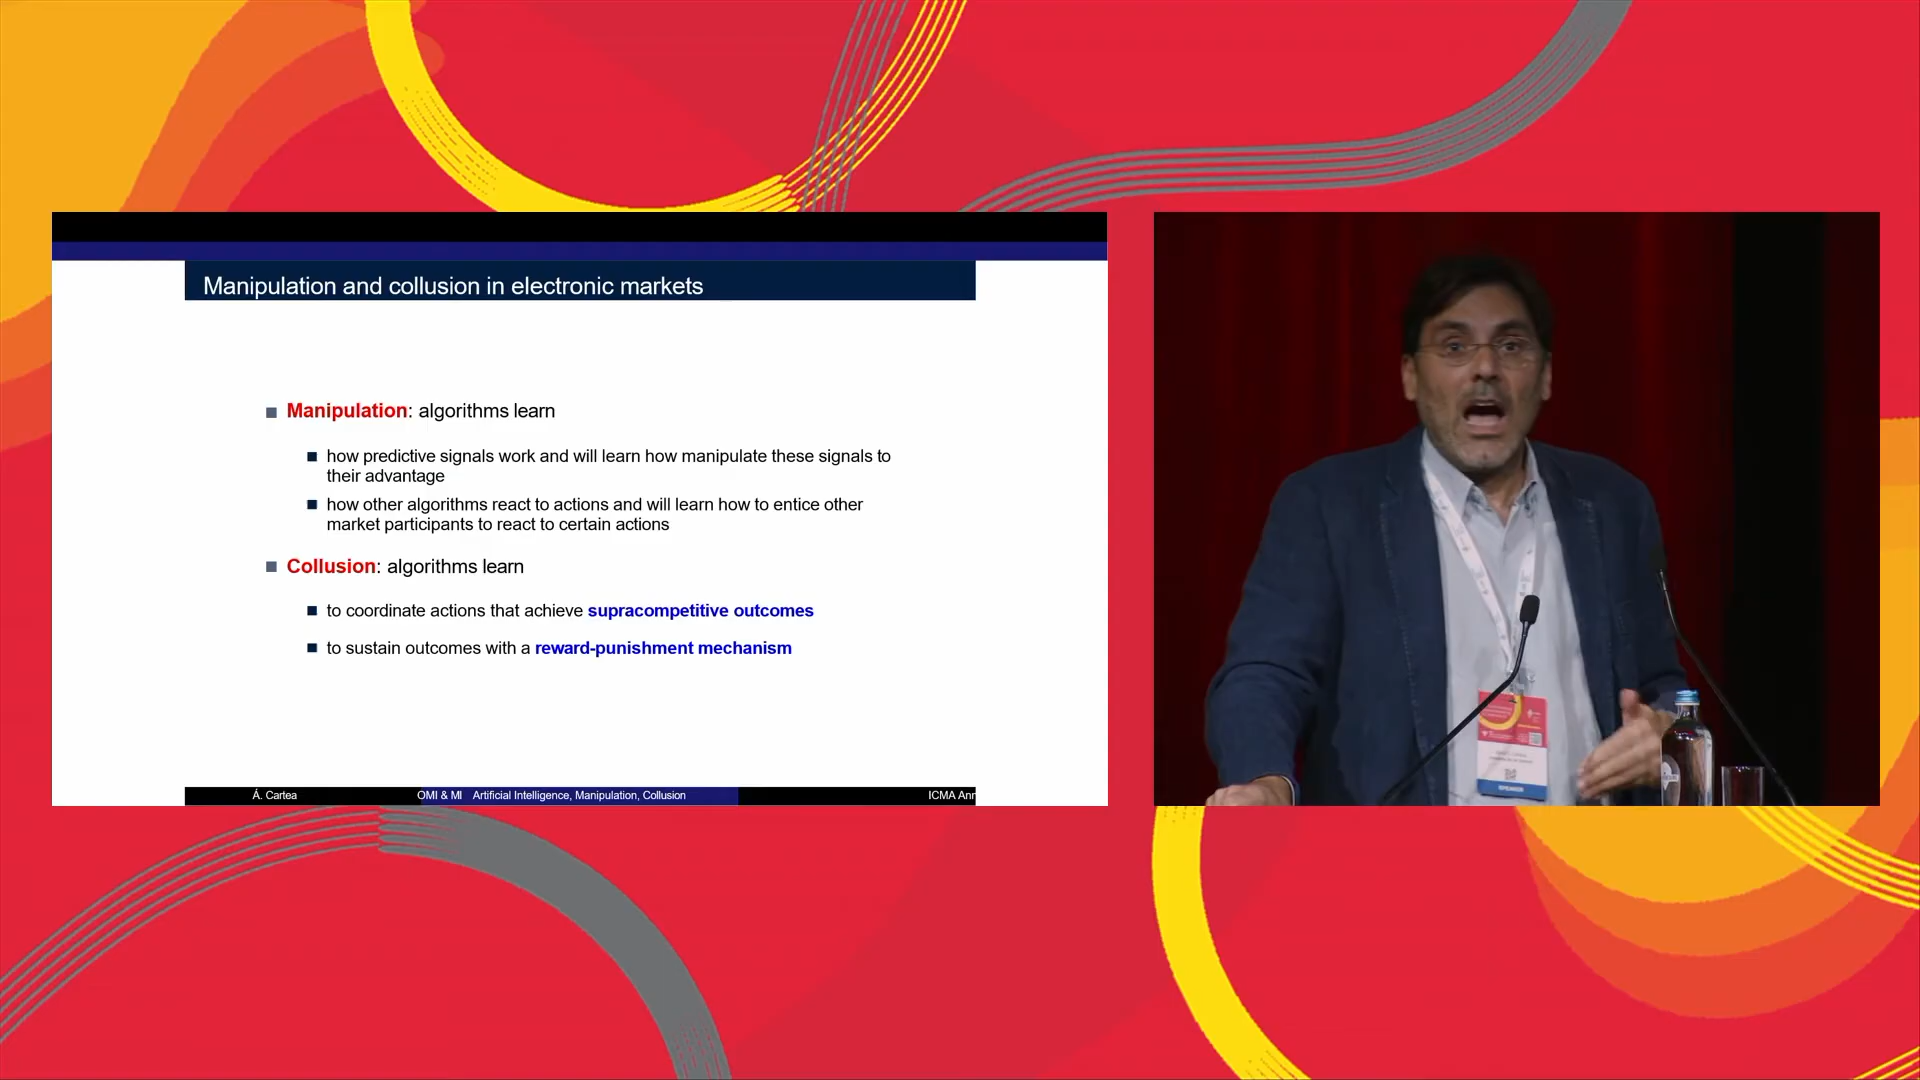 Manipulation and collusion in electronic markets
Manipulation: algorithms learn
how predictive signals work and will learn how manipulate these signals to
their advantage
how other algorithms react to actions and will learn how to entice other
market participants to react to certain actions
Collusion: algorithms learn
to coordinate actions that achieve supracompetitive outcomes
to sustain outcomes with a reward-punishment mechanism
Á. Cartea OMI & MI Artificial Intelligence, Manipulation, Collusion ICMA Anr
SPEAKER